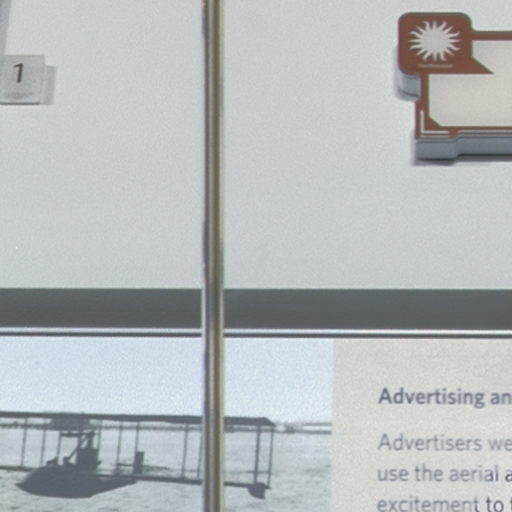 1
Advertising an
Advertisers we
use the aerial a
excitement to t